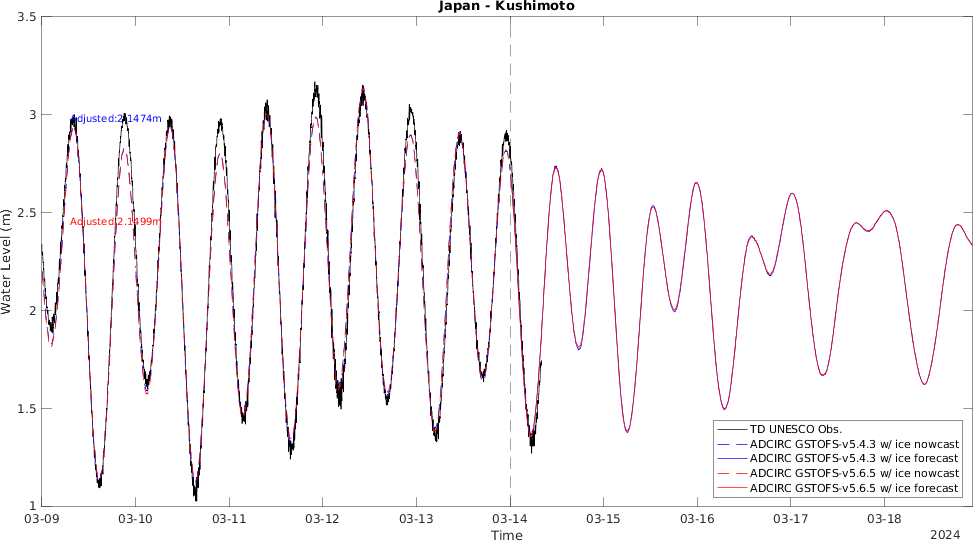 Japan - Kushimoto
3.5
3
2.5
2
1.5
1
Water Level (m)
Adjusted:2.1474m
Adjusted:2.1499m
TD UNESCO Obs.
ADCIRC GSTOFS-v5.4.3 w/ ice nowcast
ADCIRC GSTOFS-v5.4.3 w/ ice forecast
ADCIRC GSTOFS-v5.6.5 w/ ice nowcast
ADCIRC GSTOFS-v5.6.5 w/ ice forecast
03-09 03-10 03-11 03-12 03-13 03-14 03-15 03-16 03-17 03-18
Time
2024